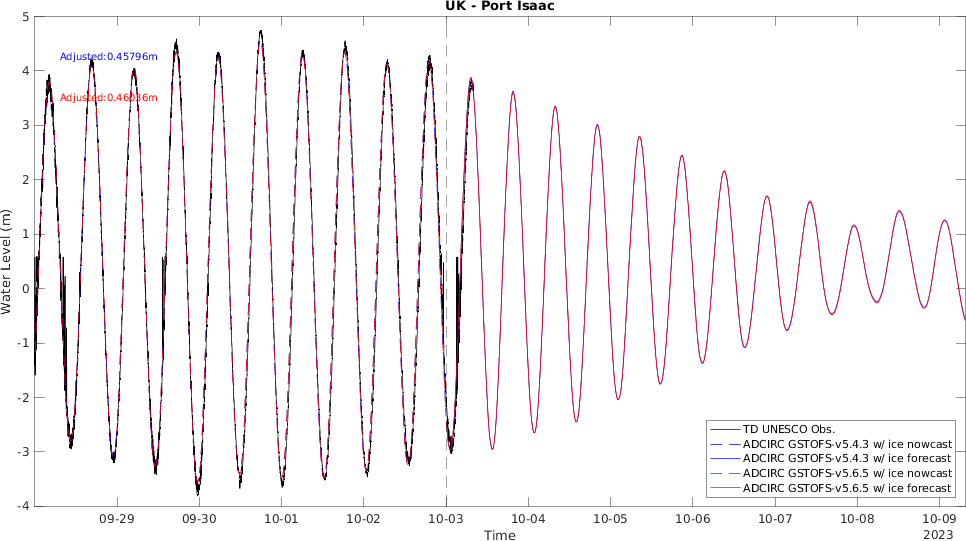 UK - Port Isaac
5
4
3
2
1
0
-1
-2
-3
-4
Water Level (m)
Adjusted:0.45796m
Adjusted:0.46036m
TD UNESCO Obs.
ADCIRC GSTOFS-v5.4.3 w/ ice nowcast
ADCIRC GSTOFS-v5.4.3 w/ ice forecast
ADCIRC GSTOFS-v5.6.5 w/ ice nowcast
ADCIRC GSTOFS-v5.6.5 w/ ice forecast
09-29 09-30 10-01 10-02 10-03 10-04 10-05 10-06 10-07 10-08 10-09
2023
Time